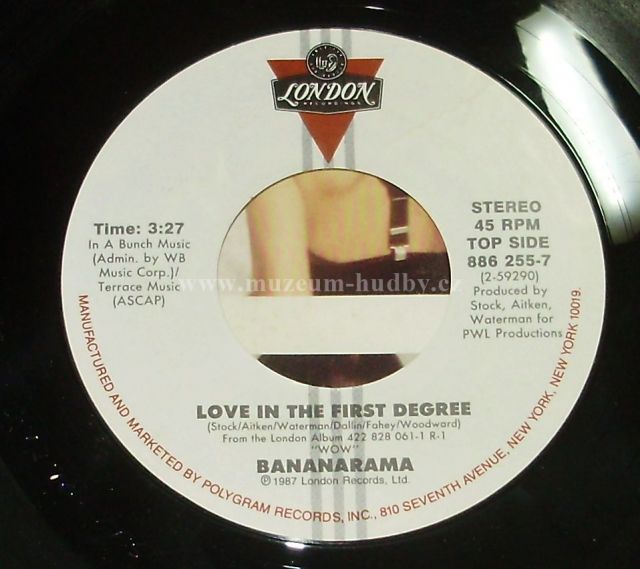 LONDON
RECORDINGS
Time: 3:27
In A Bunch Music
(Admin. by WB
Music Corp.)/
Terrace Music
(ASCAP)
STEREO
45 RPM
TOP SIDE
886 255-7
(2-59290)
Produced by
Stock, Aitken,
Waterman for
PWL Productions
www.muzeum-hudby.cz
LOVE IN THE FIRST DEGREE
(Stock/Aitken/Waterman/Dallin/Fahey/Woodward)
From the London Album 422 828 061-1 R-1
"WOW"
BANANARAMA
℗ 1987 London Records, Ltd.
MANUFACTURED AND MARKETED BY POLYGRAM RECORDS, INC., 810 SEVENTH AVENUE, NEW YORK, NEW YORK 10019.